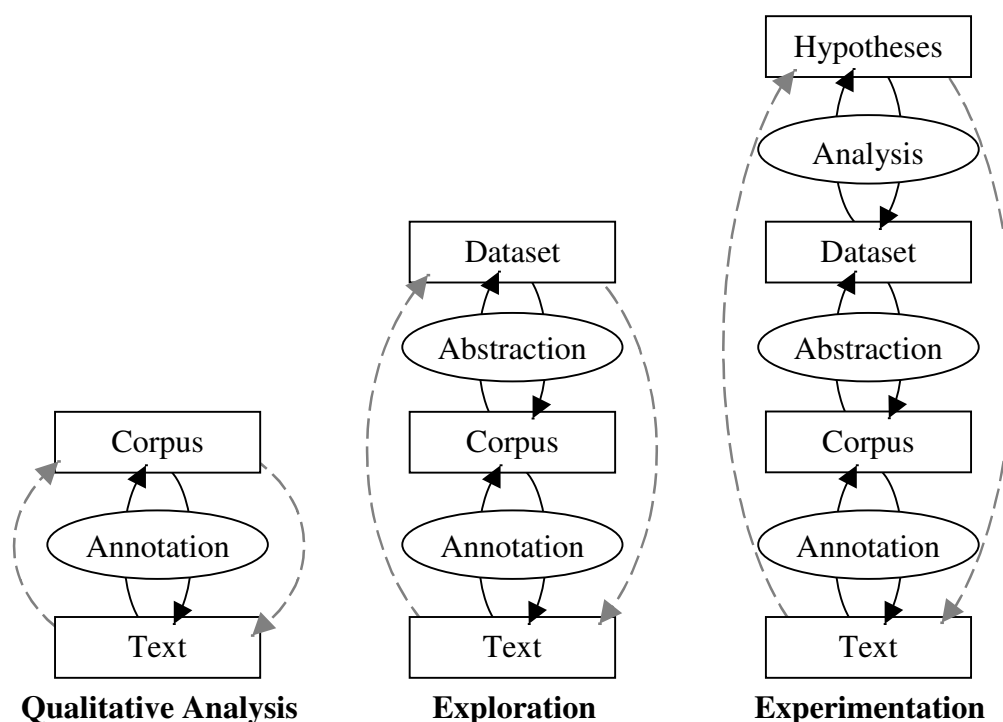 Hypotheses
Analysis
Dataset
Dataset
Abstraction
Abstraction
Corpus
Corpus
Corpus
Annotation
Annotation
Annotation
Text
Text
Text
Qualitative Analysis
Exploration
Experimentation